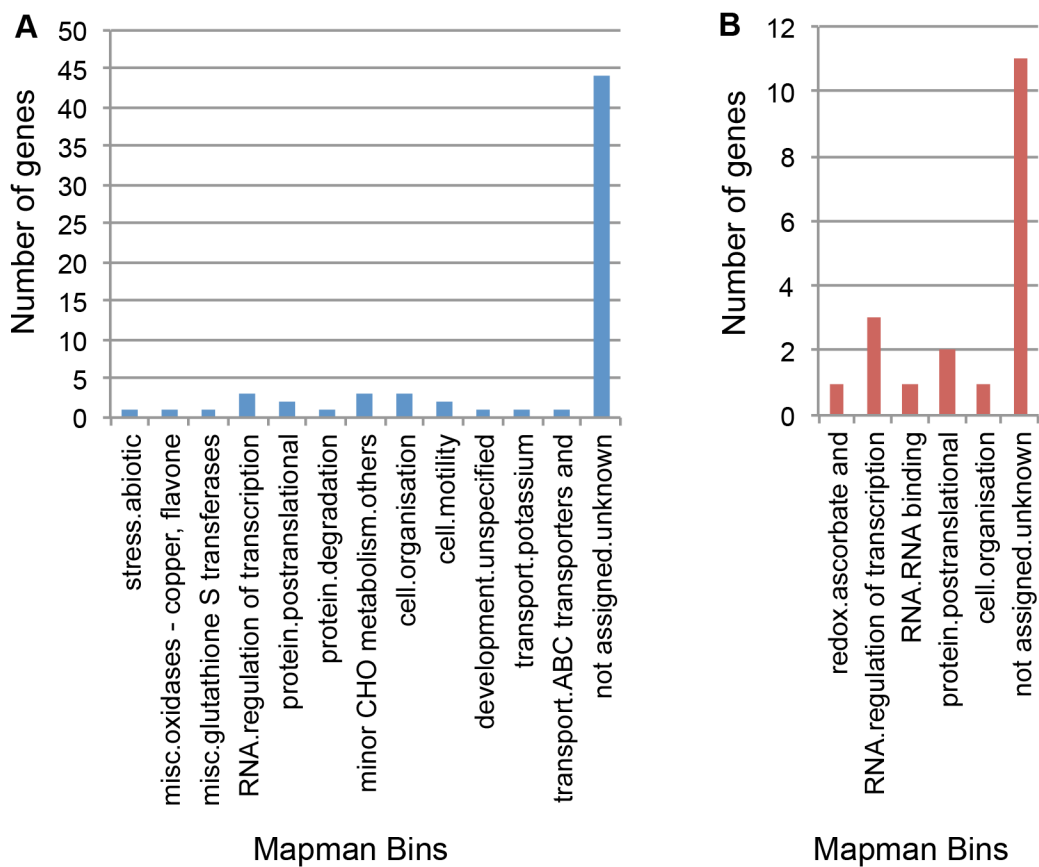 A
50
45
40
35
30
25
20
15
10
5
0
Number of genes
stress.abiotic
misc.oxidases - copper, flavone
misc.glutathione S transferases
RNA.regulation of transcription
protein.postranslational
protein.degradation
minor CHO metabolism.others
cell.organisation
cell.motility
development.unspecified
transport.potassium
transport.ABC transporters and
not assigned.unknown
Mapman Bins
B
12
10
8
6
4
2
0
Number of genes
redox.ascorbate and
RNA.regulation of transcription
RNA.RNA binding
protein.postranslational
cell.organisation
not assigned.unknown
Mapman Bins